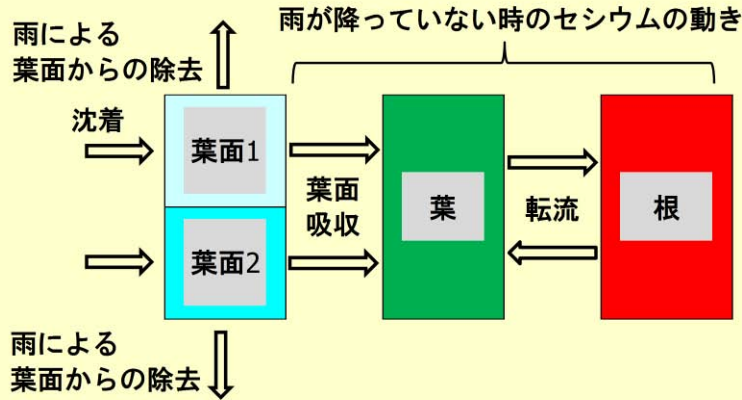 雨による
葉面からの除去
雨が降っていない時のセシウムの動き
沈着
葉面1
葉面
吸収
葉
転流
根
葉面2
雨による
葉面からの除去